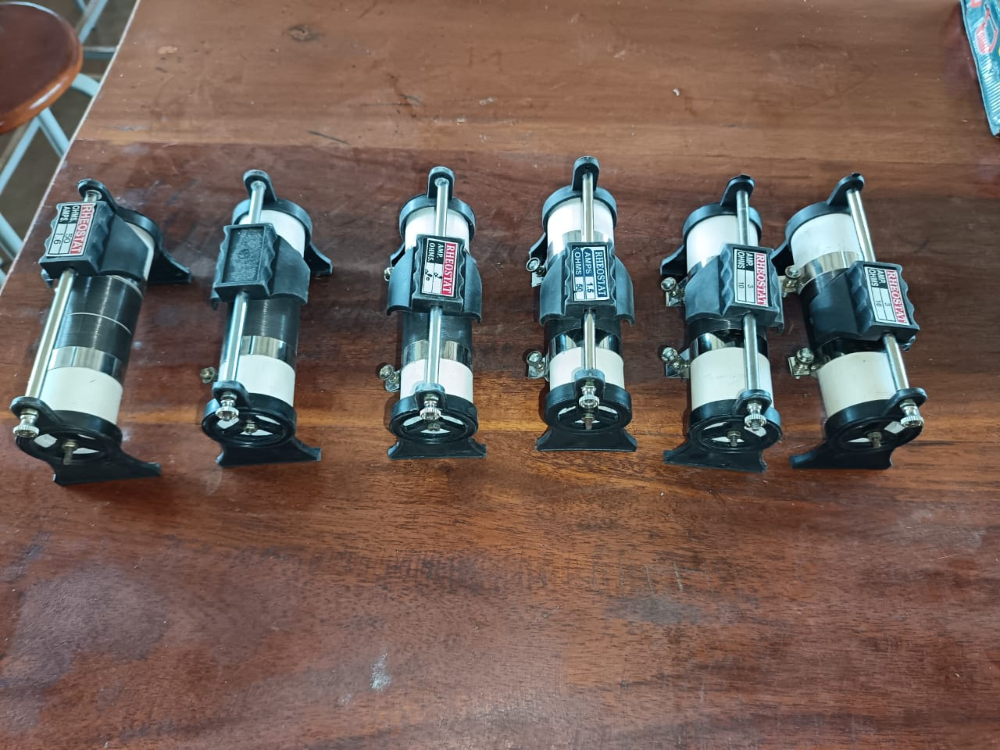 RHEOSTAT
OHMS 50
AMPS 1.6
RHEOSTAT
AMP.
OHMS.
RHEOSTAT
AMPS 1.5
OHMS 50
RHEOSTAT
AMP. 3
OHMS 10
RHEOSTAT
AMP. 3
OHMS 10